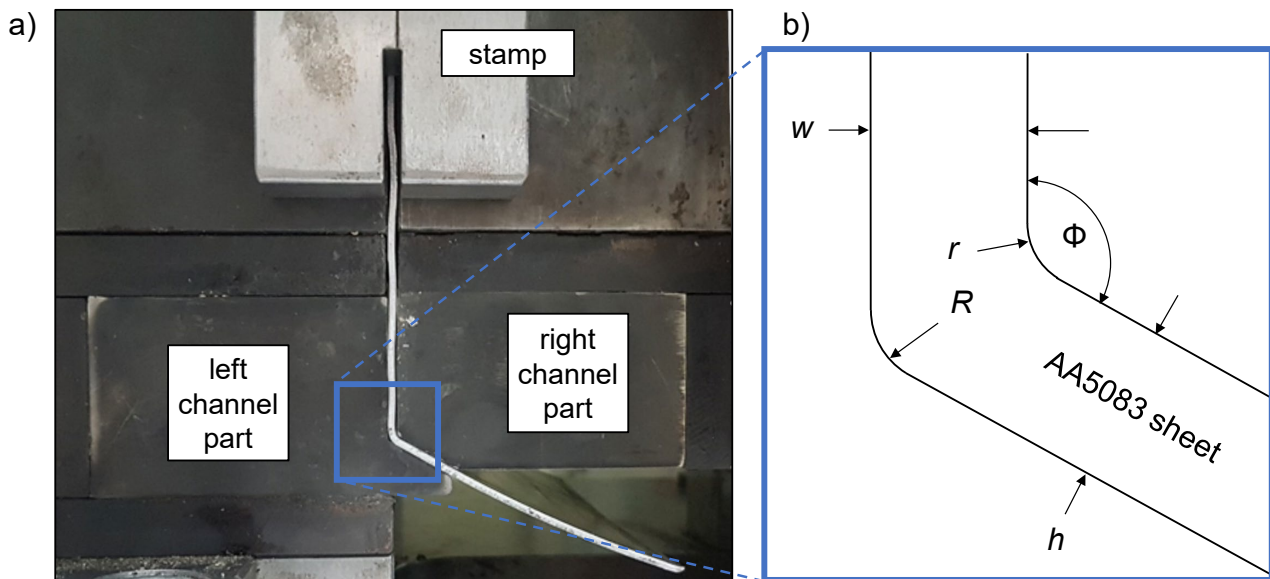 a)
stamp
left
channel
part
right
channel
part
b)
w
Φ
r
R
AA5083 sheet
h